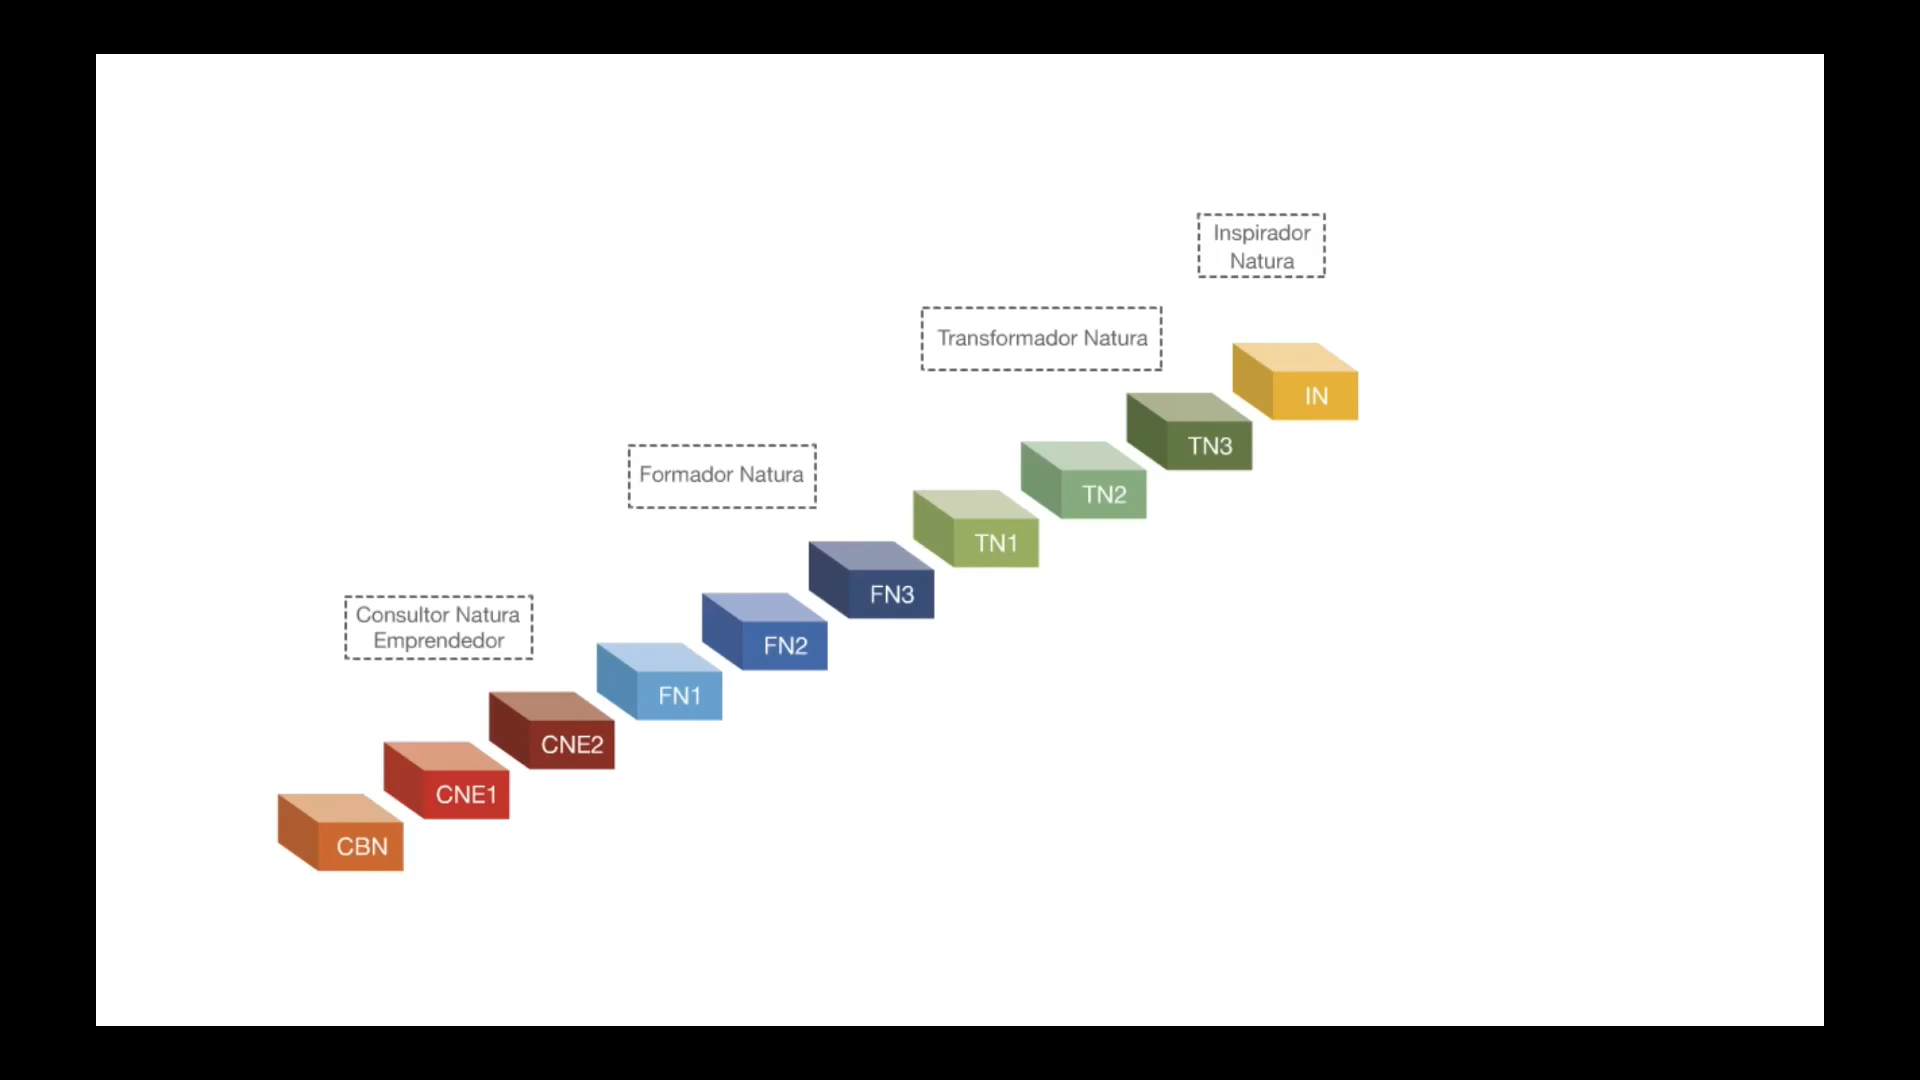 Inspirador
Natura
Transformador Natura
IN
TN3
Formador Natura
TN2
TN1
FN3
Consultor Natura
Emprendedor
FN2
FN1
CNE2
CNE1
CBN